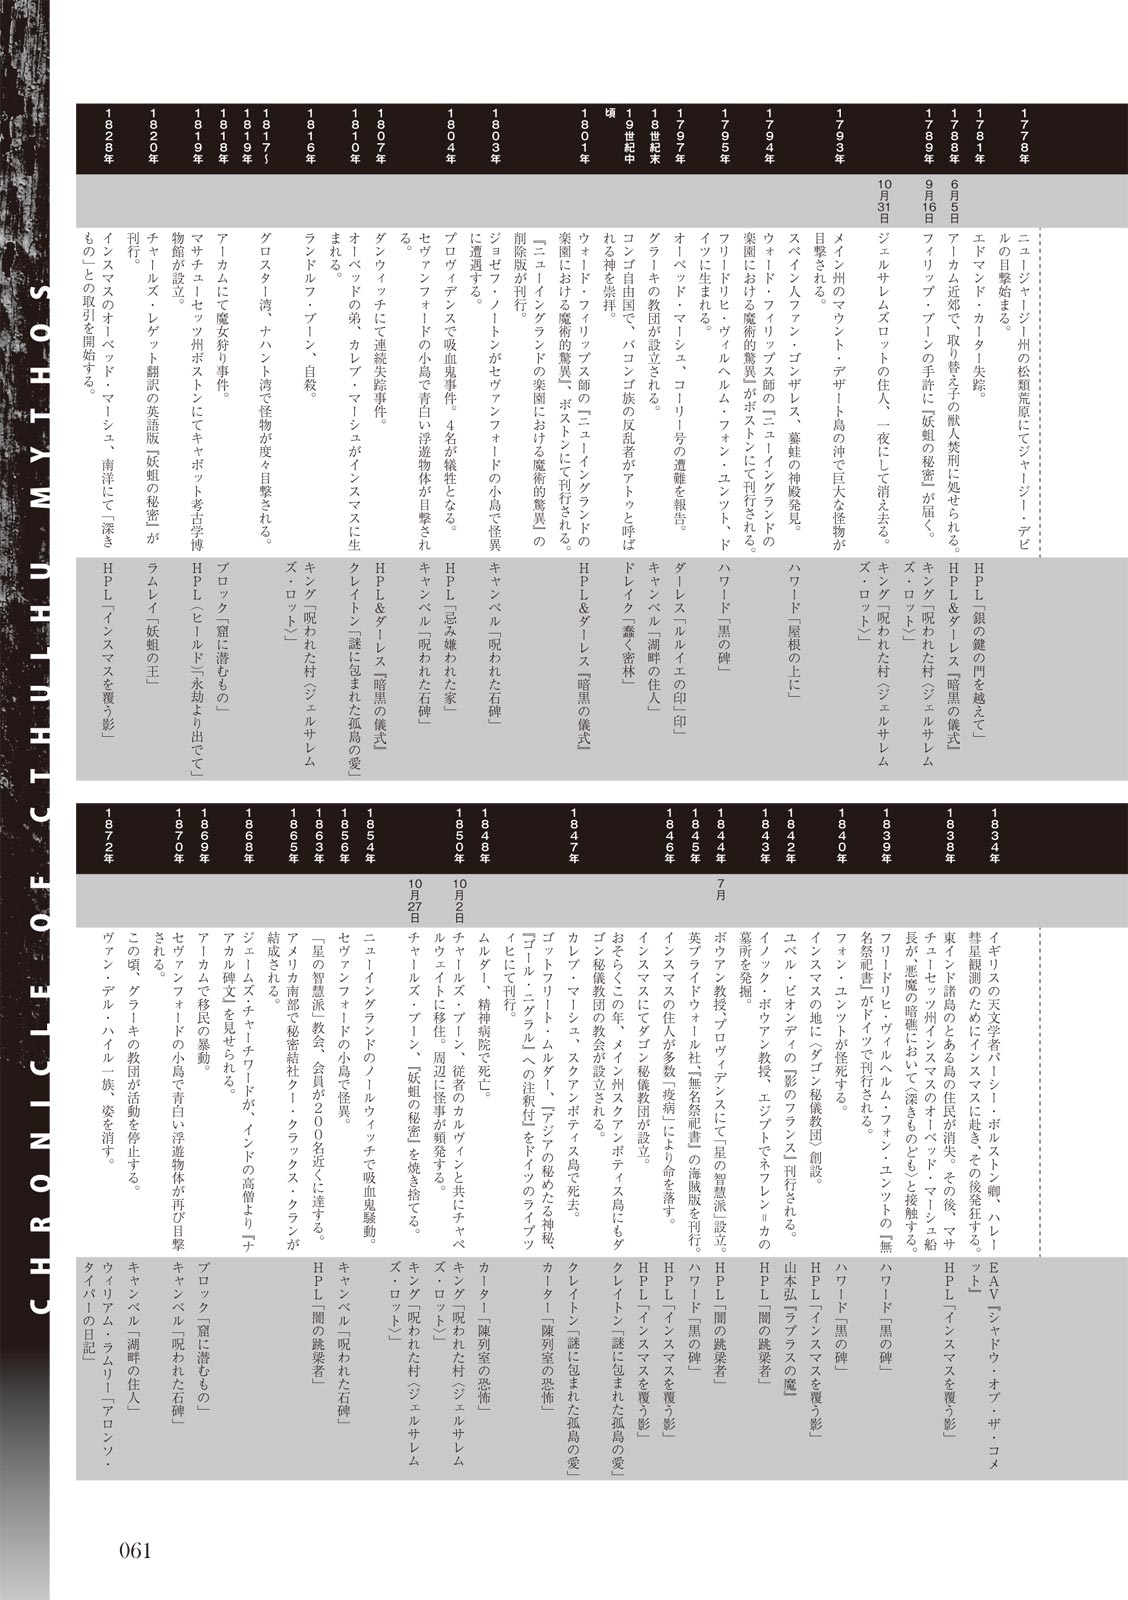 1778年
ニュージャージー州の松類荒原にてジャージー・デビ
ルの目撃始まる。
1781年
エドマンド・カーター失踪。
HPL「銀の鍵の門を越えて」
1788年
6月5日
アーカム近郊で、取り替え子の獣人焚刑に処せられる。
HPL&ダーレス『暗黒の儀式』
1789年
9月16日
フィリップ・ブーンの手許に『妖蛆の秘密』が届く。
キング「呪われた村〈ジェルサレム
ズ・ロット〉」
10月31日
ジェルサレムズロットの住人、一夜にして消え去る。
キング「呪われた村〈ジェルサレム
ズ・ロット〉」
1793年
メイン州のマウント・デザート島の沖で巨大な怪物が
目撃される。
スペイン人ファン・ゴンザレス、蟇蛙の神殿発見。
ハワード「屋根の上に」
1794年
ウォード・フィリップス師の『ニューイングランドの
楽園における魔術的驚異』がボストンにて刊行される。
1795年
フリードリヒ・ヴィルヘルム・フォン・ユンツト、ド
イツに生まれる。
ハワード「黒の碑」
1797年
オーベッド・マーシュ、コーリー号の遭難を報告。
ダーレス「ルルイエの印」印」
18世紀末
グラーキの教団が設立される。
キャンベル「湖畔の住人」
19世紀中
頃
コンゴ自由国で、バコンゴ族の反乱者がアトゥと呼ば
れる神を崇拝。
ドレイク「蠢く密林」
1801年
ウォード・フィリップス師の『ニューイングランドの
楽園における魔術的驚異』、ボストンにて刊行される。
HPL&ダーレス『暗黒の儀式』
『ニューイングランドの楽園における魔術的驚異』の
削除版が刊行。
1803年
ジョゼフ・ノートンがセヴァンフォードの小島で怪異
に遭遇する。
キャンベル「呪われた石碑」
1804年
プロヴィデンスで吸血鬼事件。4名が犠牲となる。
HPL「忌み嫌われた家」
セヴァンフォードの小島で青白い浮遊物体が目撃され
る。
キャンベル「呪われた石碑」
1807年
ダンウィッチにて連続失踪事件。
HPL&ダーレス『暗黒の儀式』
1810年
オーベッドの弟、カレブ・マーシュがインスマスに生
まれる。
クレイトン「謎に包まれた孤島の愛」
1816年
ランドルフ・ブーン、自殺。
キング「呪われた村〈ジェルサレム
ズ・ロット〉」
1817〜
1819年
グロスター湾、ナハント湾で怪物が度々目撃される。
1818年
アーカムにて魔女狩り事件。
ブロック「窟に潜むもの」
1819年
マサチューセッツ州ボストンにてキャボット考古学博
物館が設立。
HPL(ヒールド)「永劫より出でて」
1820年
チャールズ・レゲット翻訳の英語版『妖蛆の秘密』が
刊行。
ラムレイ「妖蛆の王」
1828年
インスマスのオーベッド・マーシュ、南洋にて「深き
もの」との取引を開始する。
HPL「インスマスを覆う影」
1834年
イギリスの天文学者パーシー・ボルストン卿、ハレー
彗星観測のためにインスマスに赴き、その後発狂する。
EAV『シャドウ・オブ・ザ・コメ
ット』
1838年
東インド諸島のとある島の住民が消失。その後、マサ
チューセッツ州インスマスのオーベッド・マーシュ船
長が、悪魔の暗礁において〈深きものども〉と接触する。
HPL「インスマスを覆う影」
1839年
フリードリヒ・ヴィルヘルム・フォン・ユンツトの『無
名祭祀書』がドイツで刊行される。
ハワード「黒の碑」
1840年
フォン・ユンツトが怪死する。
ハワード「黒の碑」
インスマスの地に〈ダゴン秘儀教団〉創設。
HPL「インスマスを覆う影」
1842年
ユベル・ビオンディの『影のフランス』刊行される。
山本弘『ラプラスの魔』
1843年
イノック・ボウアン教授、エジプトでネフレン=カの
墓所を発掘。
HPL「闇の跳梁者」
1844年
7月
ボウアン教授、プロヴィデンスにて「星の智慧派」設立。
HPL「闇の跳梁者」
1845年
英ブライドウォール社、『無名祭祀書』の海賊版を刊行。
ハワード「黒の碑」
1846年
インスマスの住人が多数「疫病」により命を落す。
HPL「インスマスを覆う影」
インスマスにてダゴン秘儀教団が設立。
HPL「インスマスを覆う影」
おそらくこの年、メイン州スクアンポティス島にもダ
ゴン秘儀教団の教会が設立される。
クレイトン「謎に包まれた孤島の愛」
1847年
カレブ・マーシュ、スクアンポティス島で死去。
クレイトン「謎に包まれた孤島の愛」
ゴットフリート・ムルダー、『アジアの秘めたる神秘、
『ゴール・ニグラル』への注釈付』をドイツのライプツ
ィヒにて刊行。
カーター「陳列室の恐怖」
1848年
ムルダー、精神病院で死亡。
カーター「陳列室の恐怖」
1850年
10月2日
チャールズ・ブーン、従者のカルヴィンと共にチャペ
ルウェイトに移住。周辺に怪事が頻発する。
キング「呪われた村〈ジェルサレム
ズ・ロット〉」
10月27日
チャールズ・ブーン、『妖蛆の秘密』を焼き捨てる。
キング「呪われた村〈ジェルサレム
ズ・ロット〉」
1854年
ニューイングランドのノールウィッチで吸血鬼騒動。
1856年
セヴァンフォードの小島で怪異。
キャンベル「呪われた石碑」
1863年
「星の智慧派」教会、会員が200名近くに達する。
HPL「闇の跳梁者」
1865年
アメリカ南部で秘密結社クー・クラックス・クランが
結成される。
1868年
ジェームズ・チャーチワードが、インドの高僧より『ナ
アカル碑文』を見せられる。
1869年
アーカムで移民の暴動。
ブロック「窟に潜むもの」
1870年
セヴァンフォードの小島で青白い浮遊物体が再び目撃
される。
キャンベル「呪われた石碑」
この頃、グラーキの教団が活動を停止する。
キャンベル「湖畔の住人」
1872年
ヴァン・デル・ハイル一族、姿を消す。
ウィリアム・ラムリー「アロンソ・
タイパーの日記」
CHRONICLE OF CTHULHU MYTHOS
061